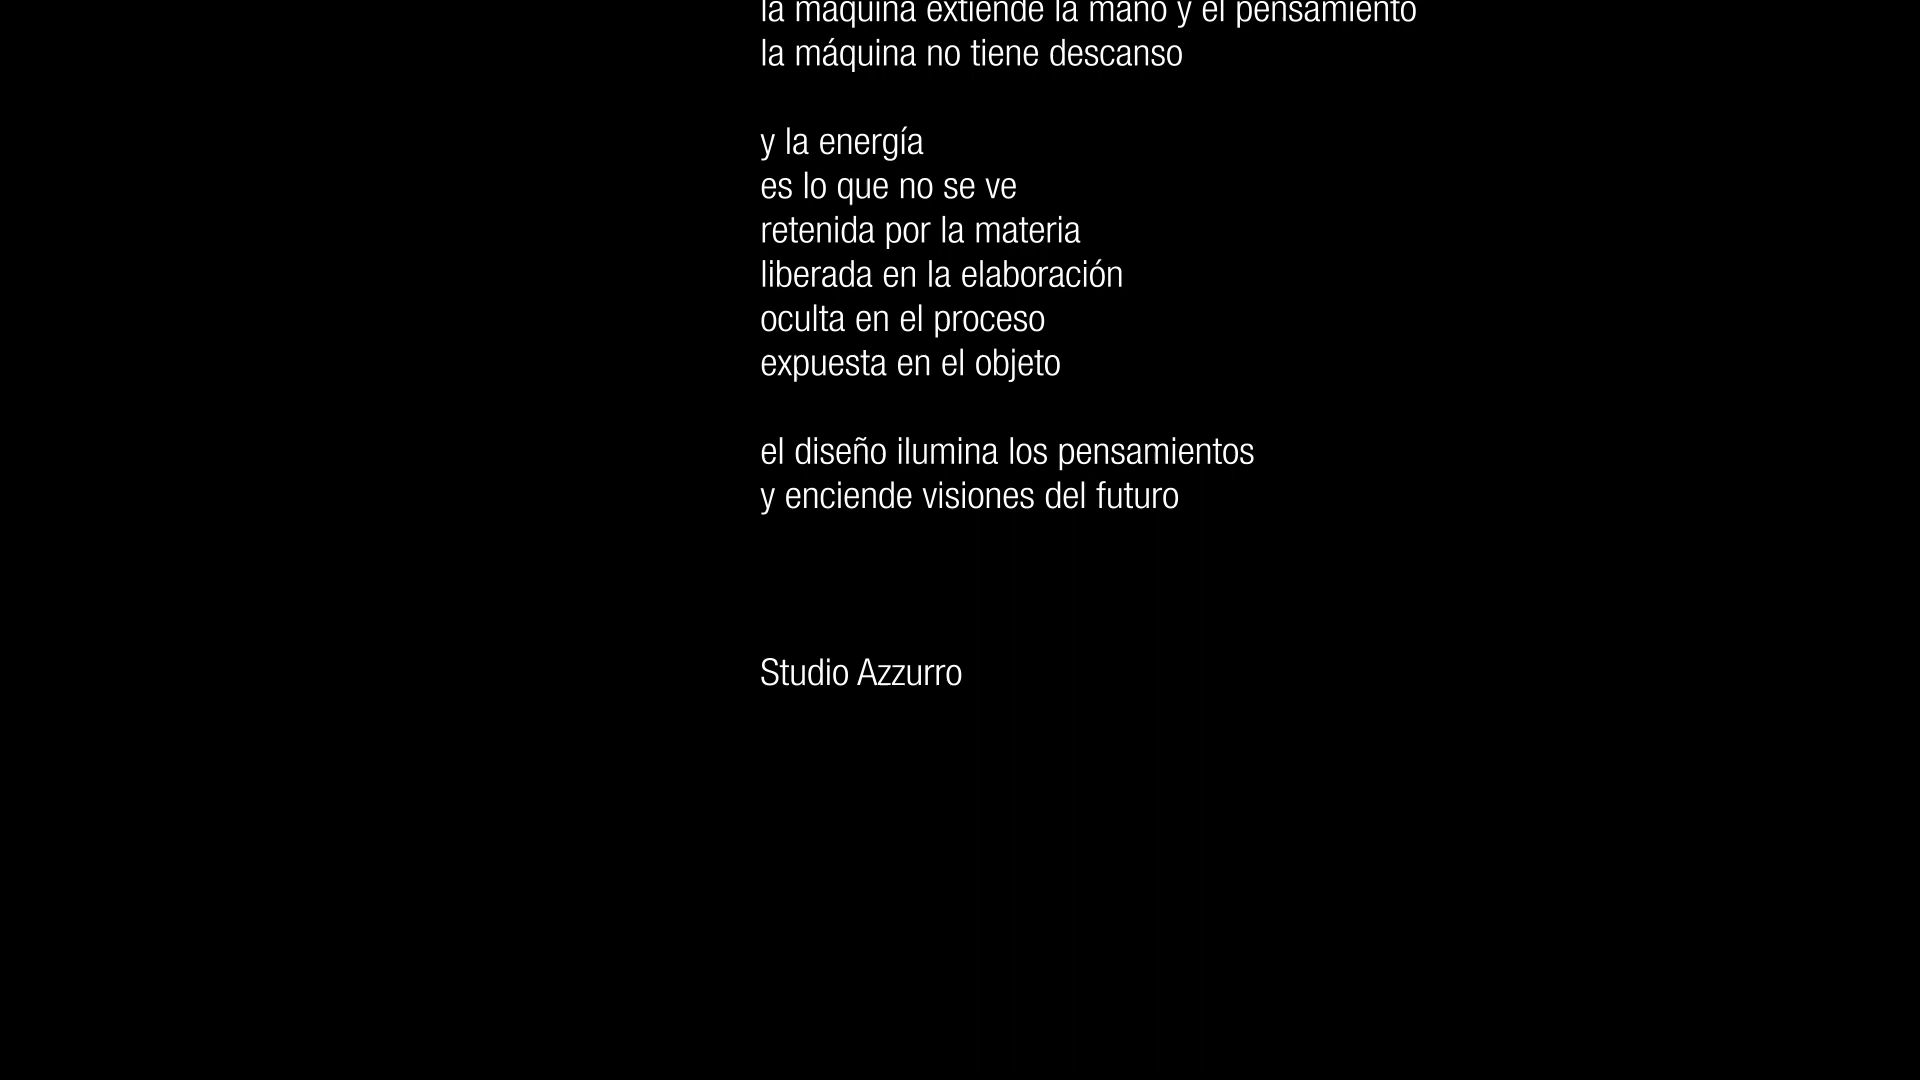 la máquina extiende la mano y el pensamiento
la máquina no tiene descanso
y la energía
es lo que no se ve
retenida por la materia
liberada en la elaboración
oculta en el proceso
expuesta en el objeto
el diseño ilumina los pensamientos
y enciende visiones del futuro
Studio Azzurro